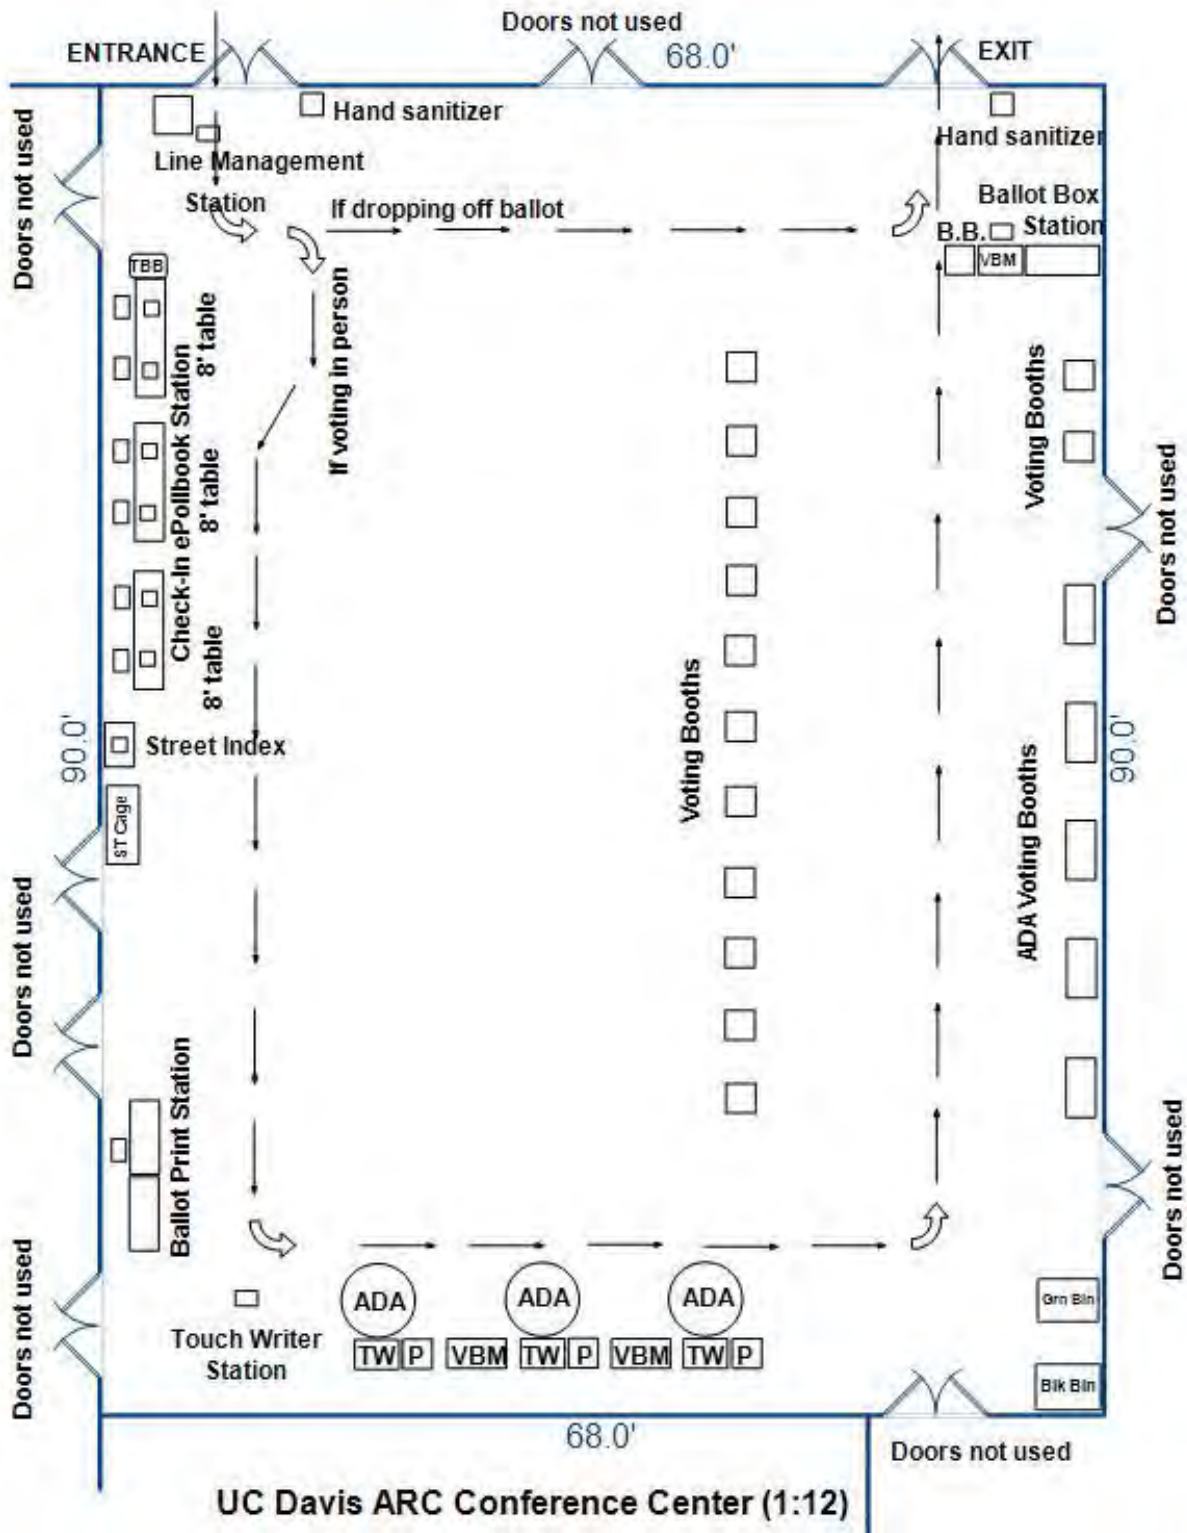 Doors not used
ENTRANCE
68.0'
EXIT
Hand sanitizer
Hand sanitizer
Doors not used
Line Management
Station
If dropping off ballot
Ballot Box
Station
B.B.
VBM
TBB
If voting in person
8' table
Check-In ePollbook Station
8' table
8' table
Voting Booths
Doors not used
Voting Booths
90.0'
Street Index
ST Cage
90.0'
ADA Voting Booths
Doors not used
Ballot Print Station
Doors not used
Doors not used
Touch Writer
Station
ADA
ADA
ADA
TW
P
VBM
TW
P
VBM
TW
P
Grn Bin
Blk Bin
68.0'
Doors not used
UC Davis ARC Conference Center (1:12)